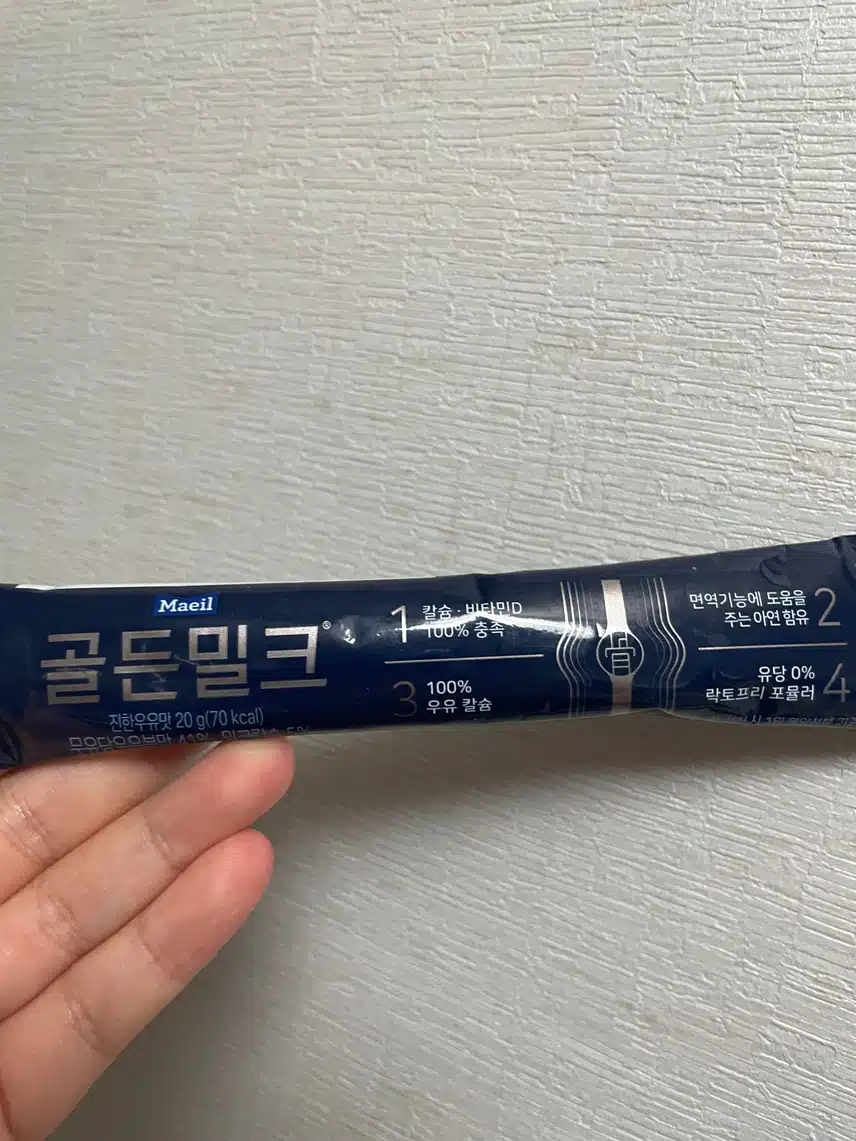 Maeil
골든밀크®
진한우유맛 20 g(70 kcal)
1 칼슘 · 비타민D
100% 충족
2 면역기능에 도움을
주는 아연 함유
3 100%
우유 칼슘
4 유당 0%
락토프리 포뮬러